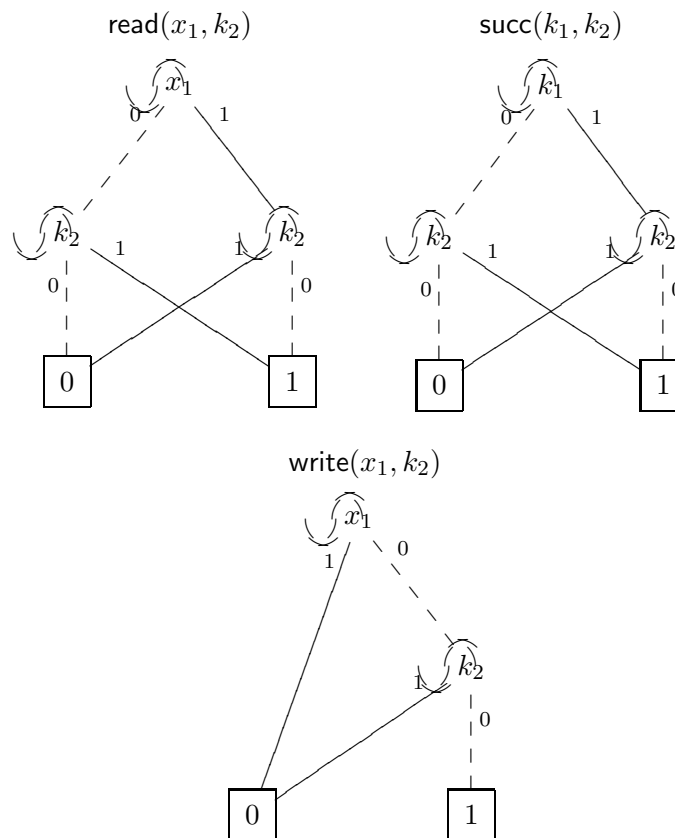 read(x₁, k₂) succ(k₁, k₂)
x₁ k₁
0 1 0 1
k₂ k₂ k₂ k₂
1 1 1 1
0 0 0 0
0 1 0 1
write(x₁, k₂)
x₁
1 0
k₂
1
0
0 1